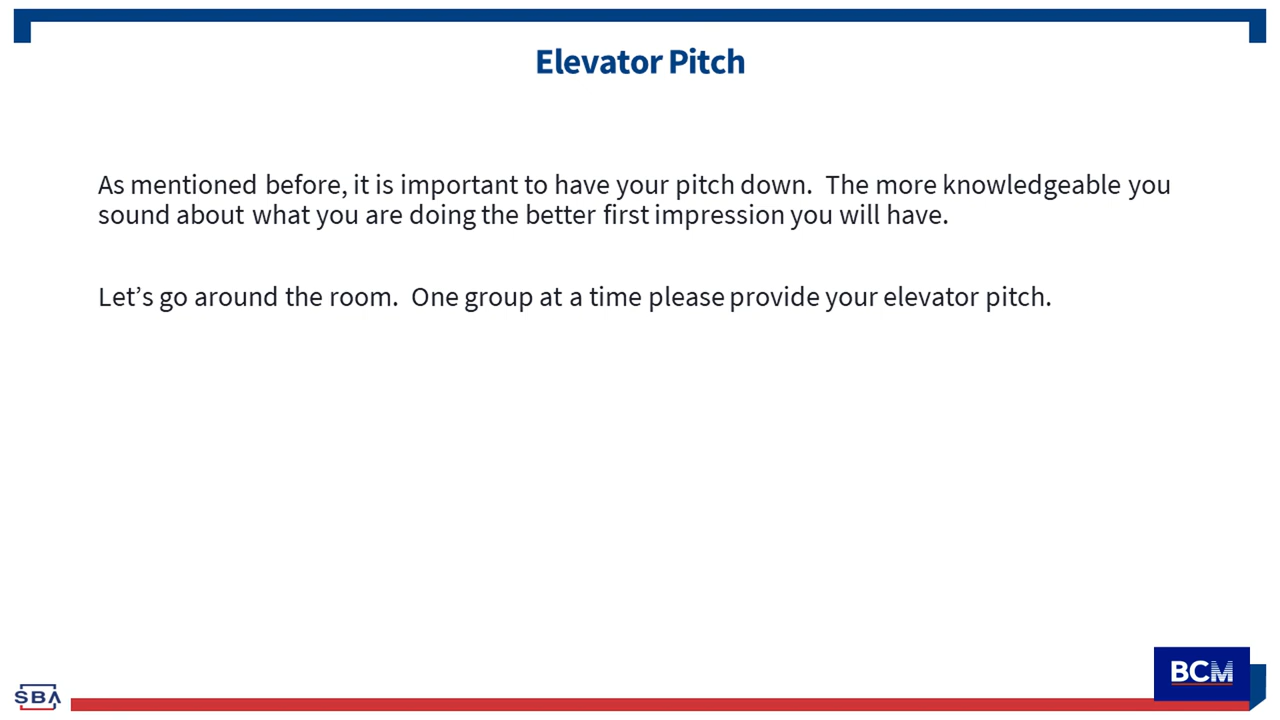 Elevator Pitch
As mentioned before, it is important to have your pitch down.  The more knowledgeable you
sound about what you are doing the better first impression you will have.
Let’s go around the room.  One group at a time please provide your elevator pitch.
SBA
BCM